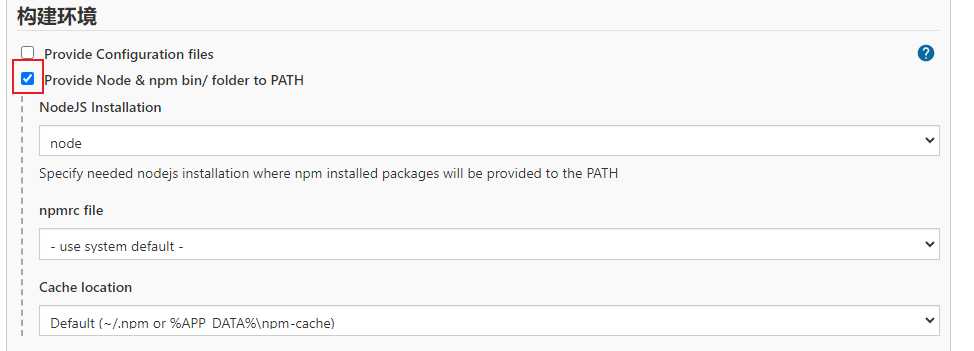 构建环境
Provide Configuration files
?
Provide Node & npm bin/ folder to PATH
NodeJS Installation
node
Specify needed nodejs installation where npm installed packages will be provided to the PATH
npmrc file
- use system default -
Cache location
Default (~/.npm or %APP_DATA%\npm-cache)